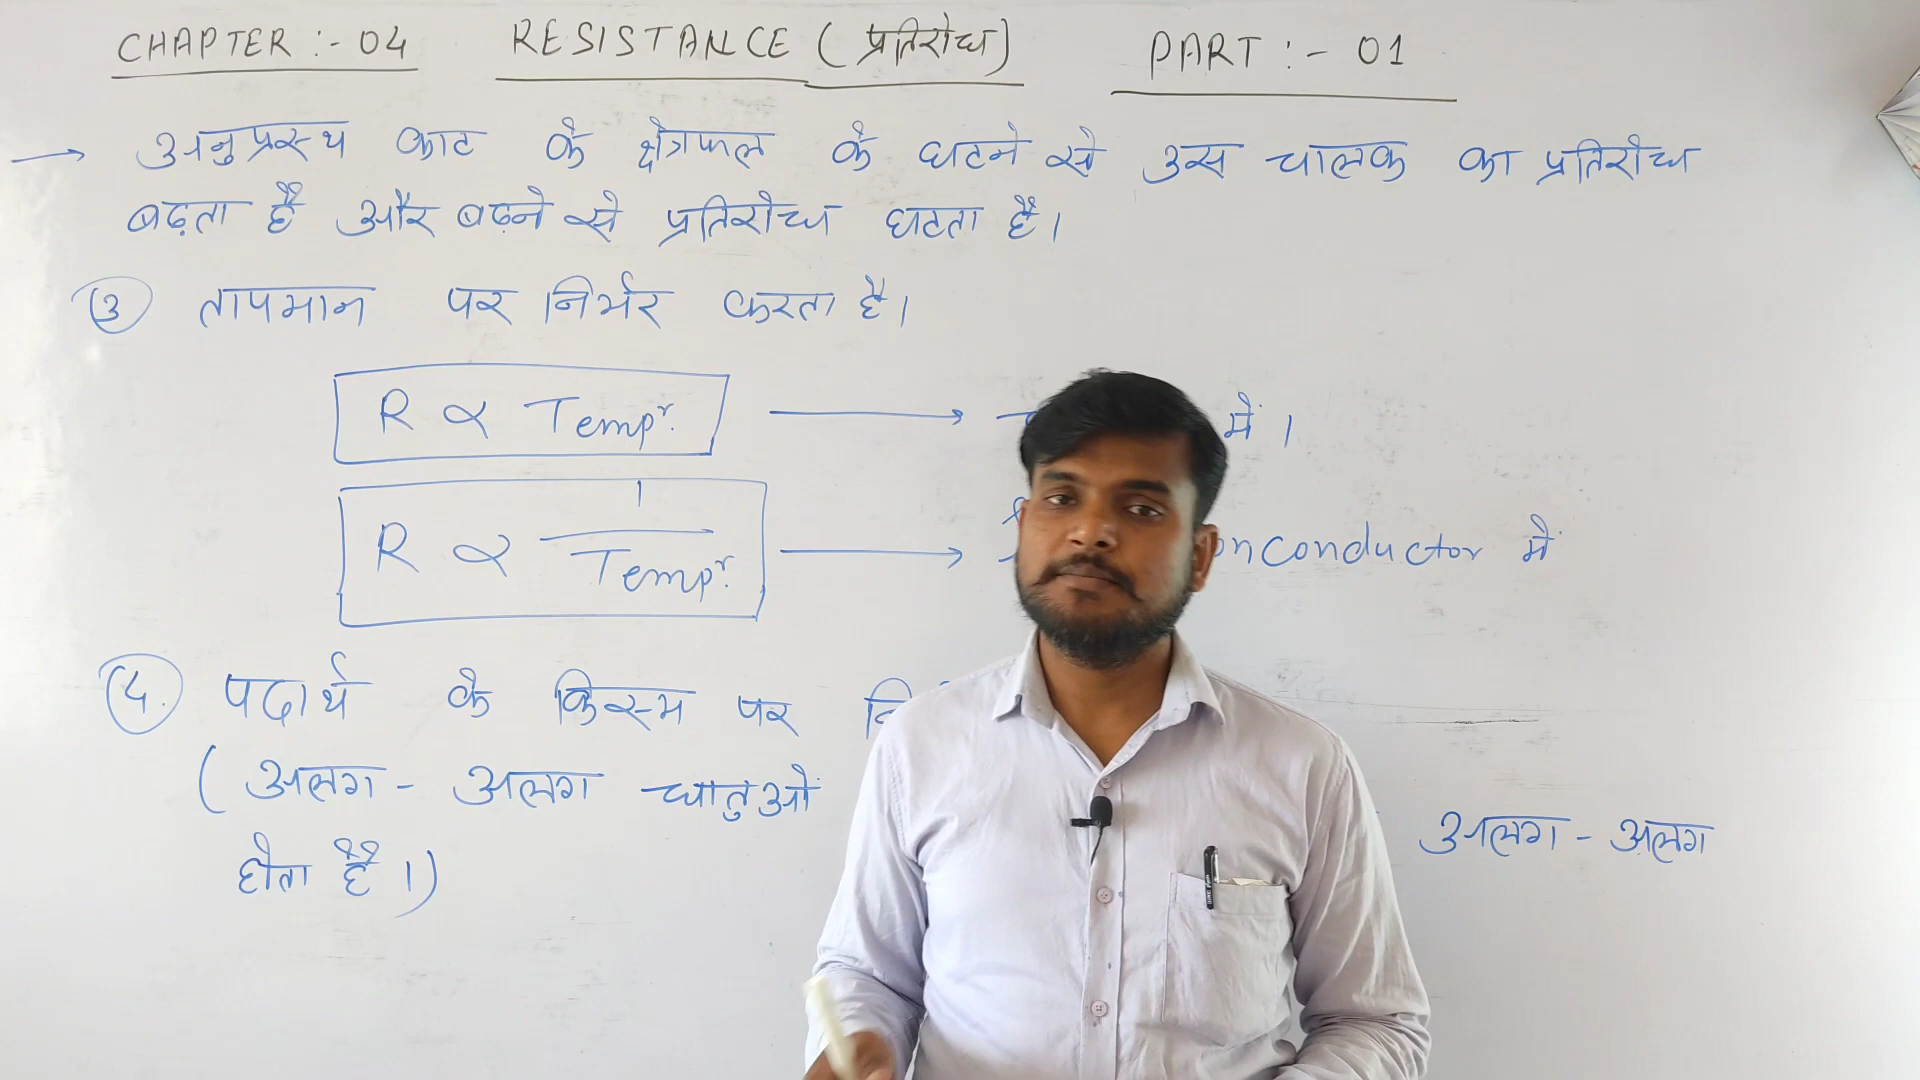 CHAPTER :- 04 RESISTANCE ( प्रतिरोध ) PART :- 01
→ अनुप्रस्थ काट के क्षेत्रफल के घटने से उस चालक का प्रतिरोध
बढ़ता है और बढ़ने से प्रतिरोध घटता है।
(3) तापमान पर निर्भर करता है।
R ∝ Tempr. → में ।
R ∝ 1/Tempr. → conductor में
(4. पदार्थ के किस्म पर
( अलग - अलग धातुओं अलग - अलग
होता है ।)